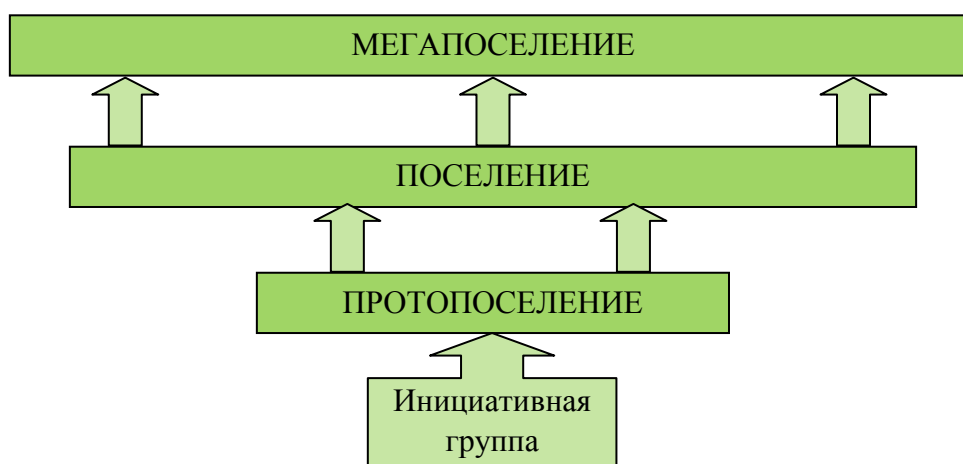 МЕГАПОСЕЛЕНИЕ
ПОСЕЛЕНИЕ
ПРОТОПОСЕЛЕНИЕ
Инициативная
группа